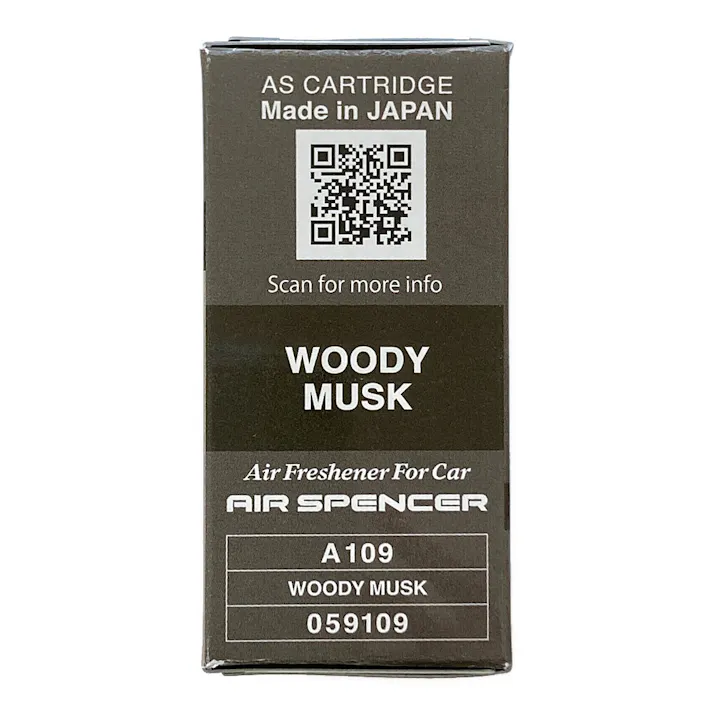 AS CARTRIDGE
Made in JAPAN
Scan for more info
WOODY
MUSK
Air Freshener For Car
AIR SPENCER
A109
WOODY MUSK
059109